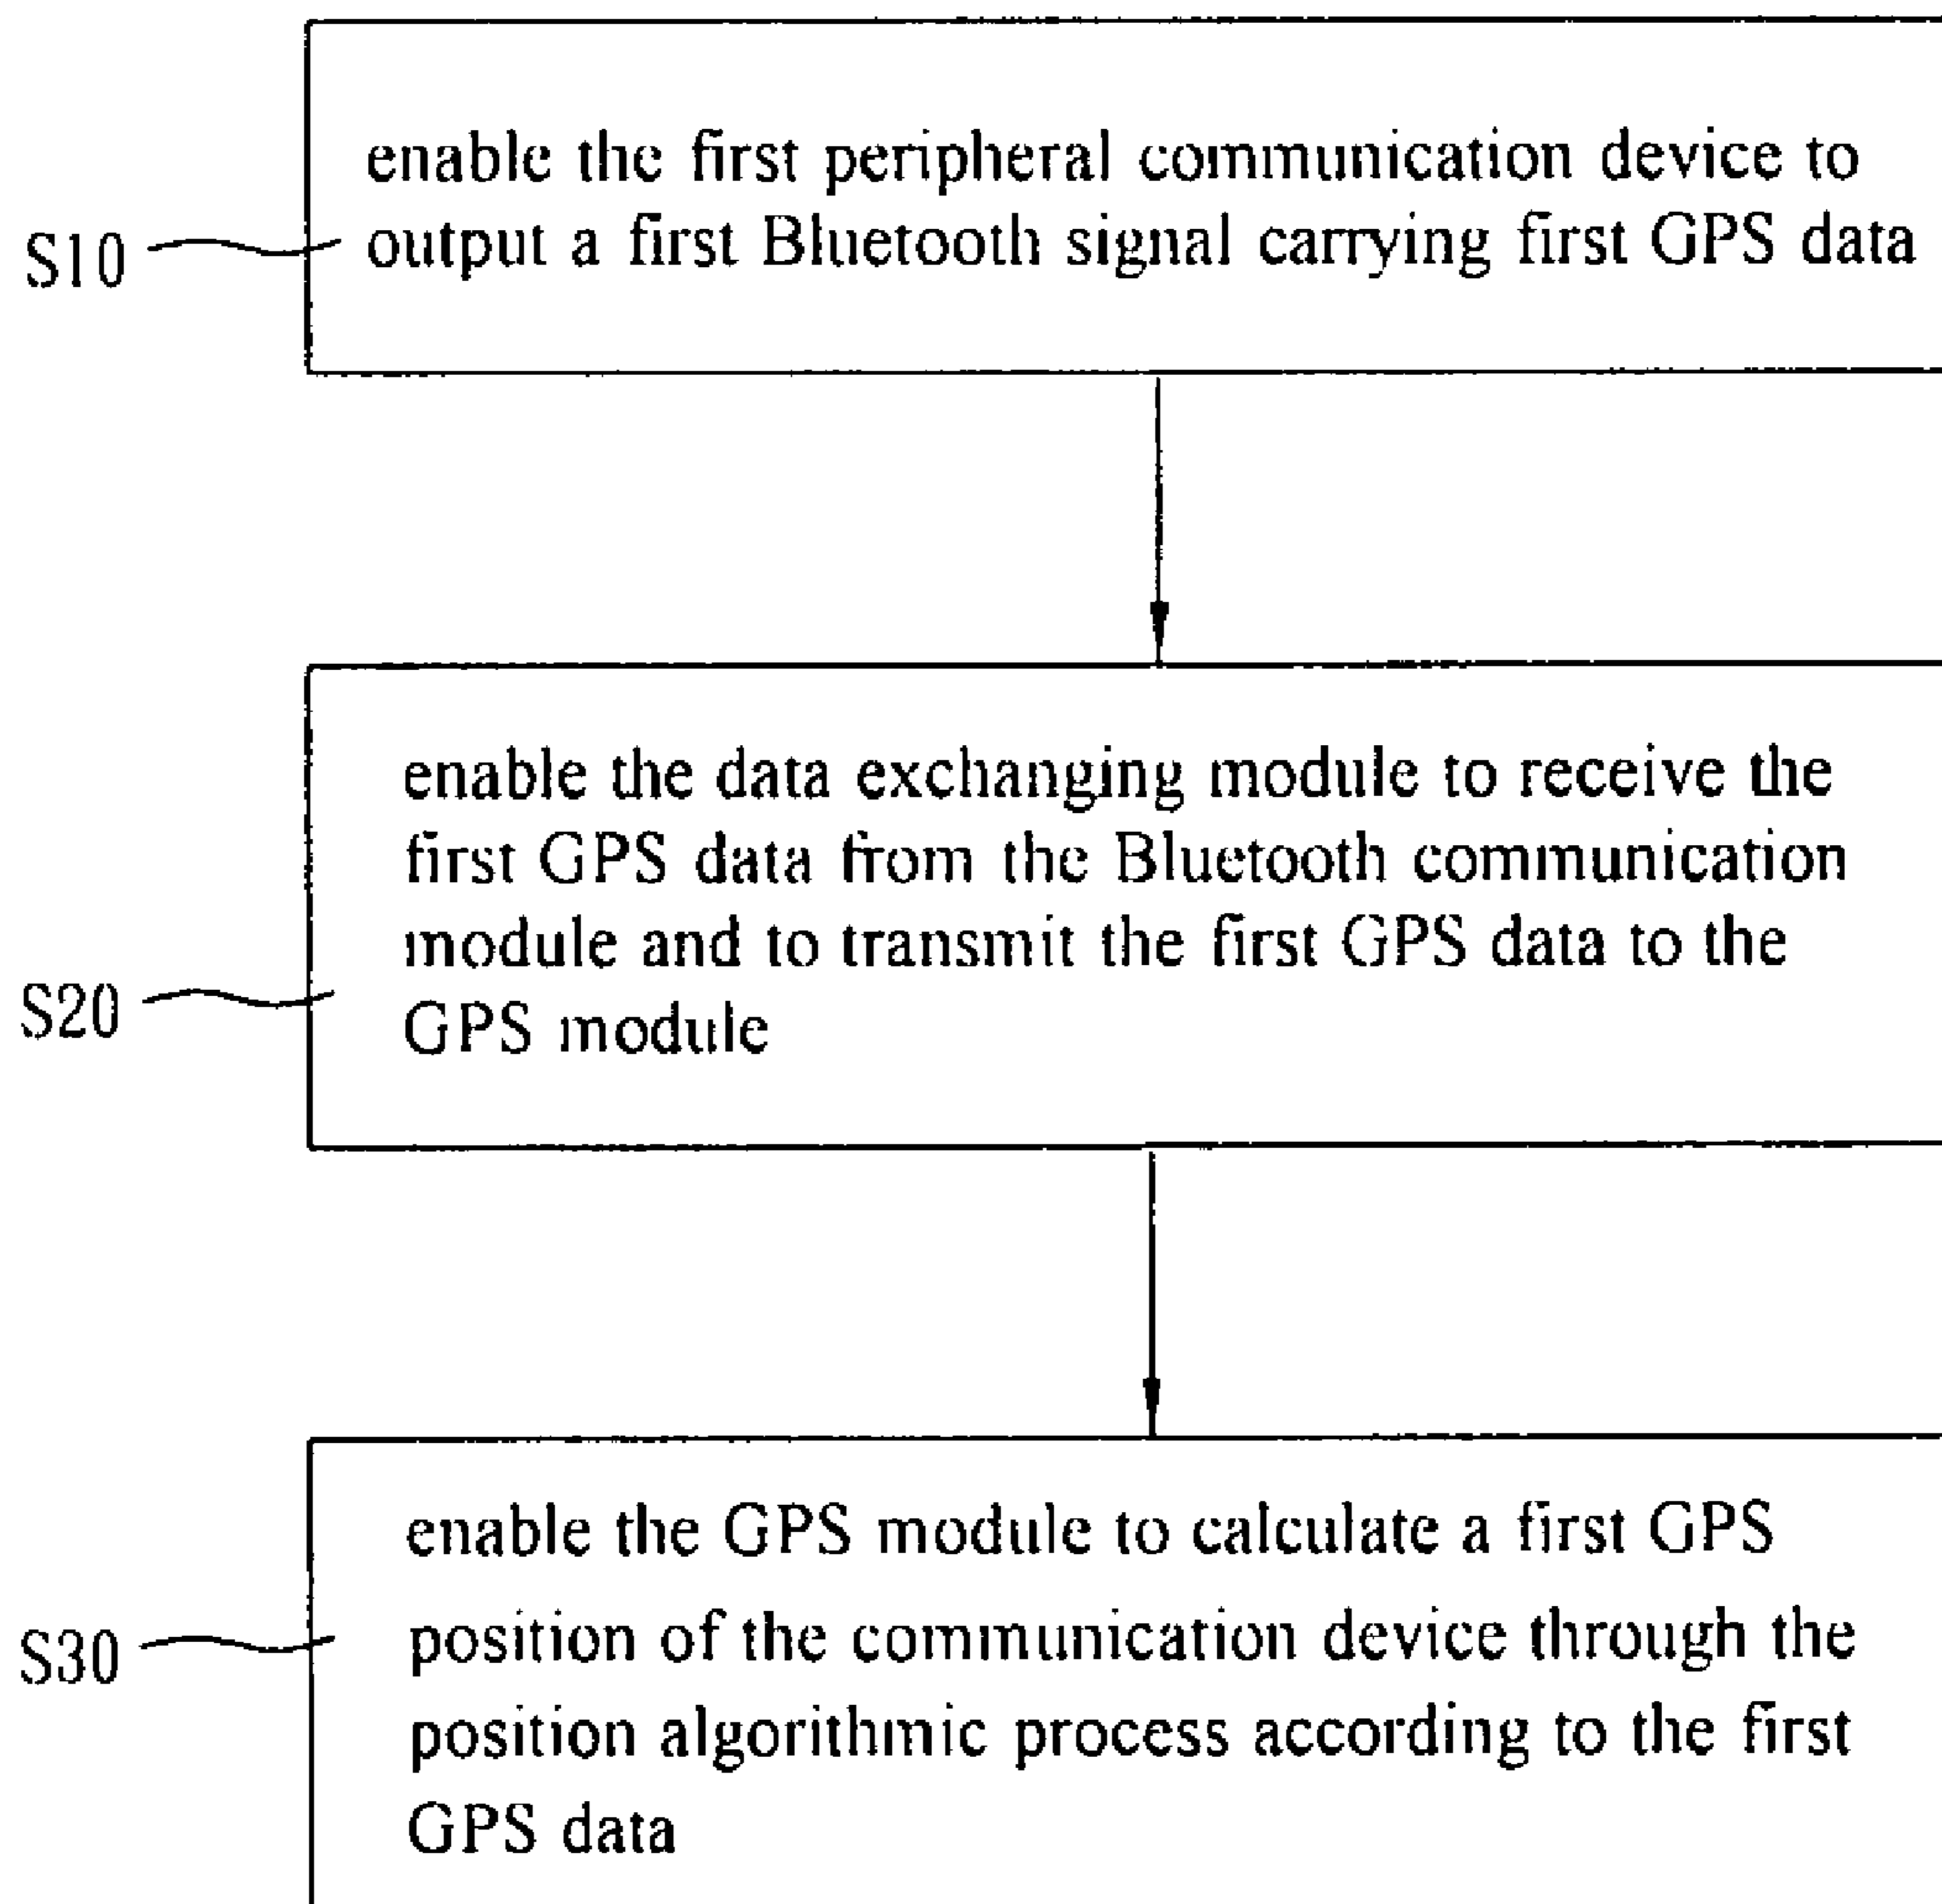 enable the first peripheral communication device to
S10
output a first Bluetooth signal carrying first GPS data
enable the data exchanging module to receive the
first GPS data from the Bluetooth communication
module and to transmit the first GPS data to the
S20
GPS module
enable the GPS module to calculate a first GPS
S30
position of the communication device through the
position algorithmic process according to the first
GPS data